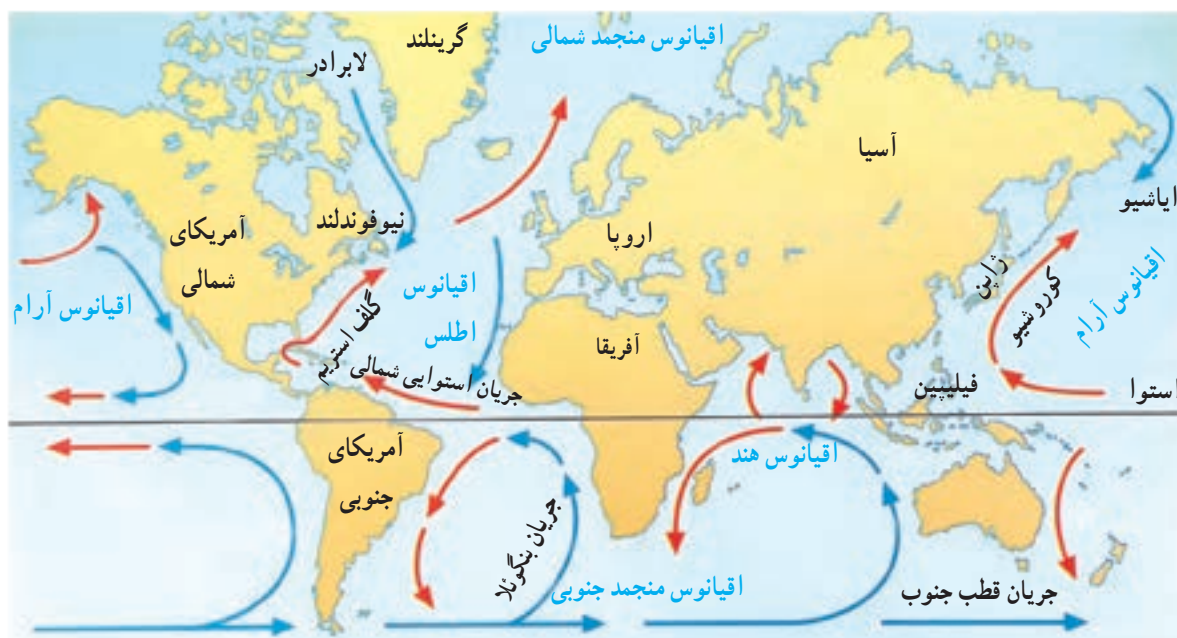 اقیانوس منجمد شمالی
گرینلند
لابرادر
آسیا
ایاشیو
نیوفوندلند
آمریکای
شمالی
اروپا
اقیانوس
اطلس
ژاپن
اقیانوس آرام
کوروشیو
اقیانوس آرام
گلف استریم
آفریقا
جریان استوایی شمالی
فیلیپین
استوا
آمریکای
جنوبی
اقیانوس هند
جریان بنگوئلا
اقیانوس منجمد جنوبی
جریان قطب جنوب